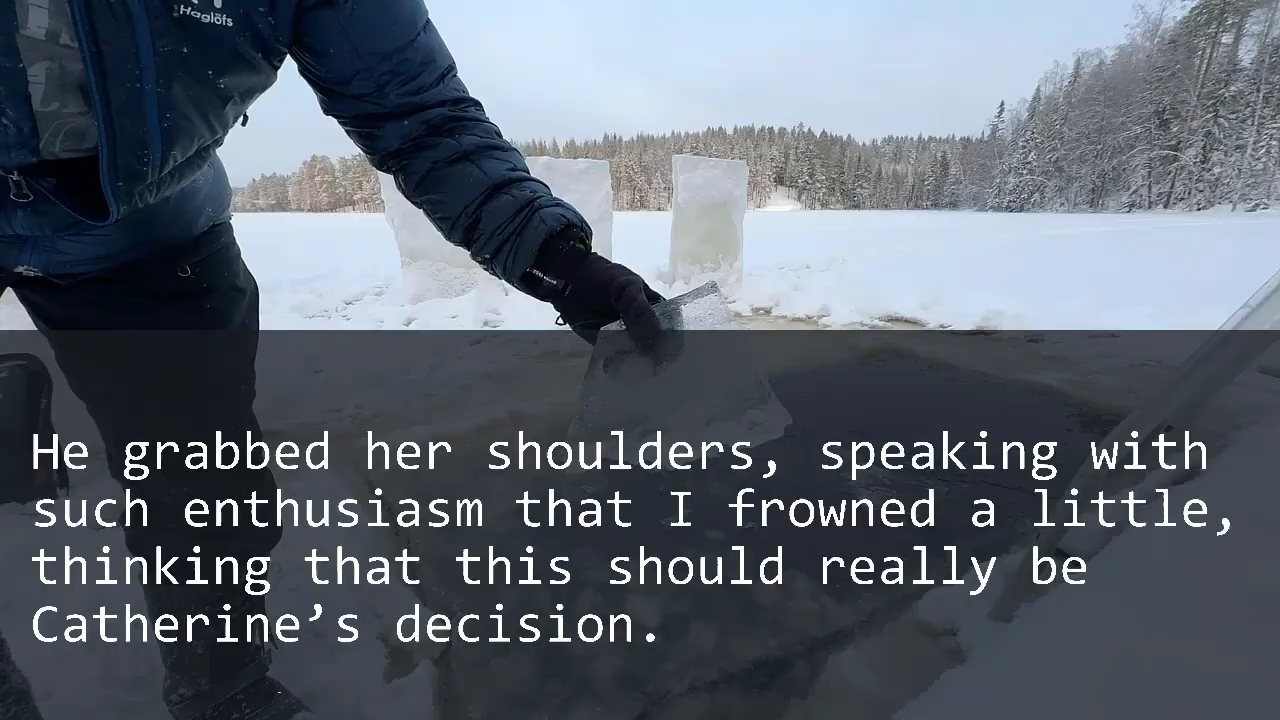 Haglöfs
He grabbed her shoulders, speaking with
such enthusiasm that I frowned a little,
thinking that this should really be
Catherine’s decision.